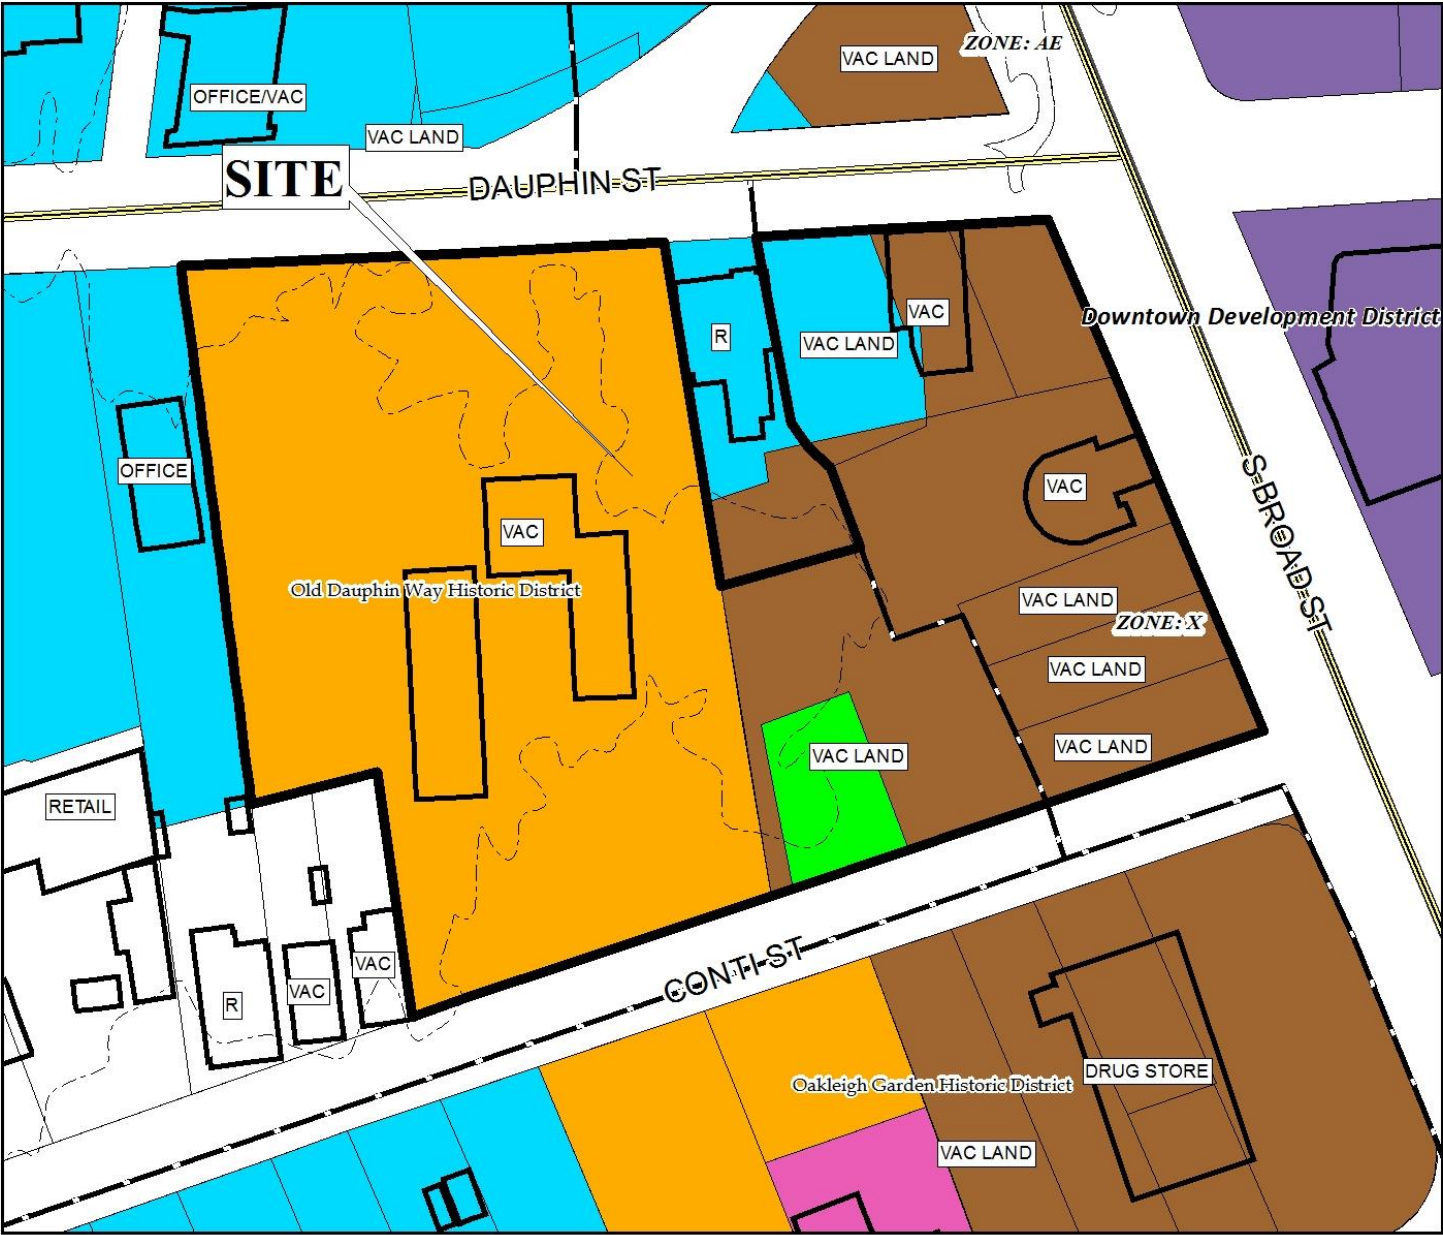 ZONE: AE
VAC LAND
OFFICE/VAC
VAC LAND
SITE
DAUPHIN ST
VAC
Downtown Development District
R
VAC LAND
OFFICE
VAC
S BROAD ST
VAC
Old Dauphin Way Historic District
VAC LAND
ZONE: X
VAC LAND
VAC LAND
VAC LAND
RETAIL
VAC
CONTI ST
VAC
R
DRUG STORE
Oakleigh Garden Historic District
VAC LAND